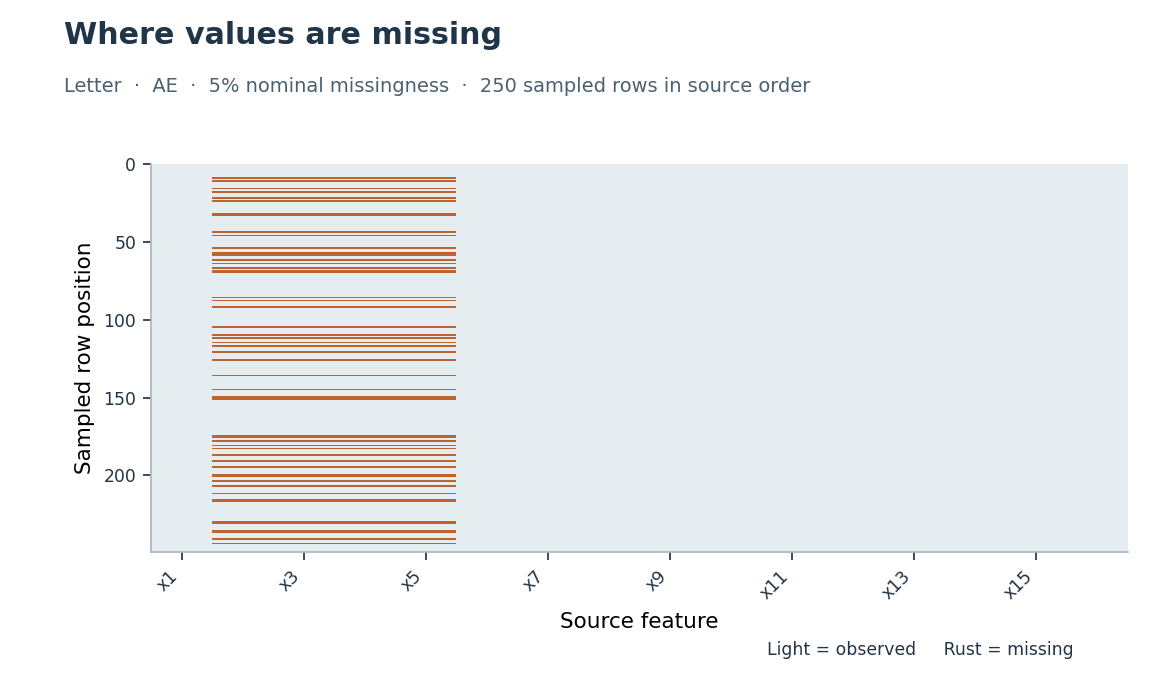 Where values are missing
Letter · AE · 5% nominal missingness · 250 sampled rows in source order
0
50
100
150
200
Sampled row position
x1
x3
x5
x7
x9
x11
x13
x15
Source feature
Light = observed Rust = missing